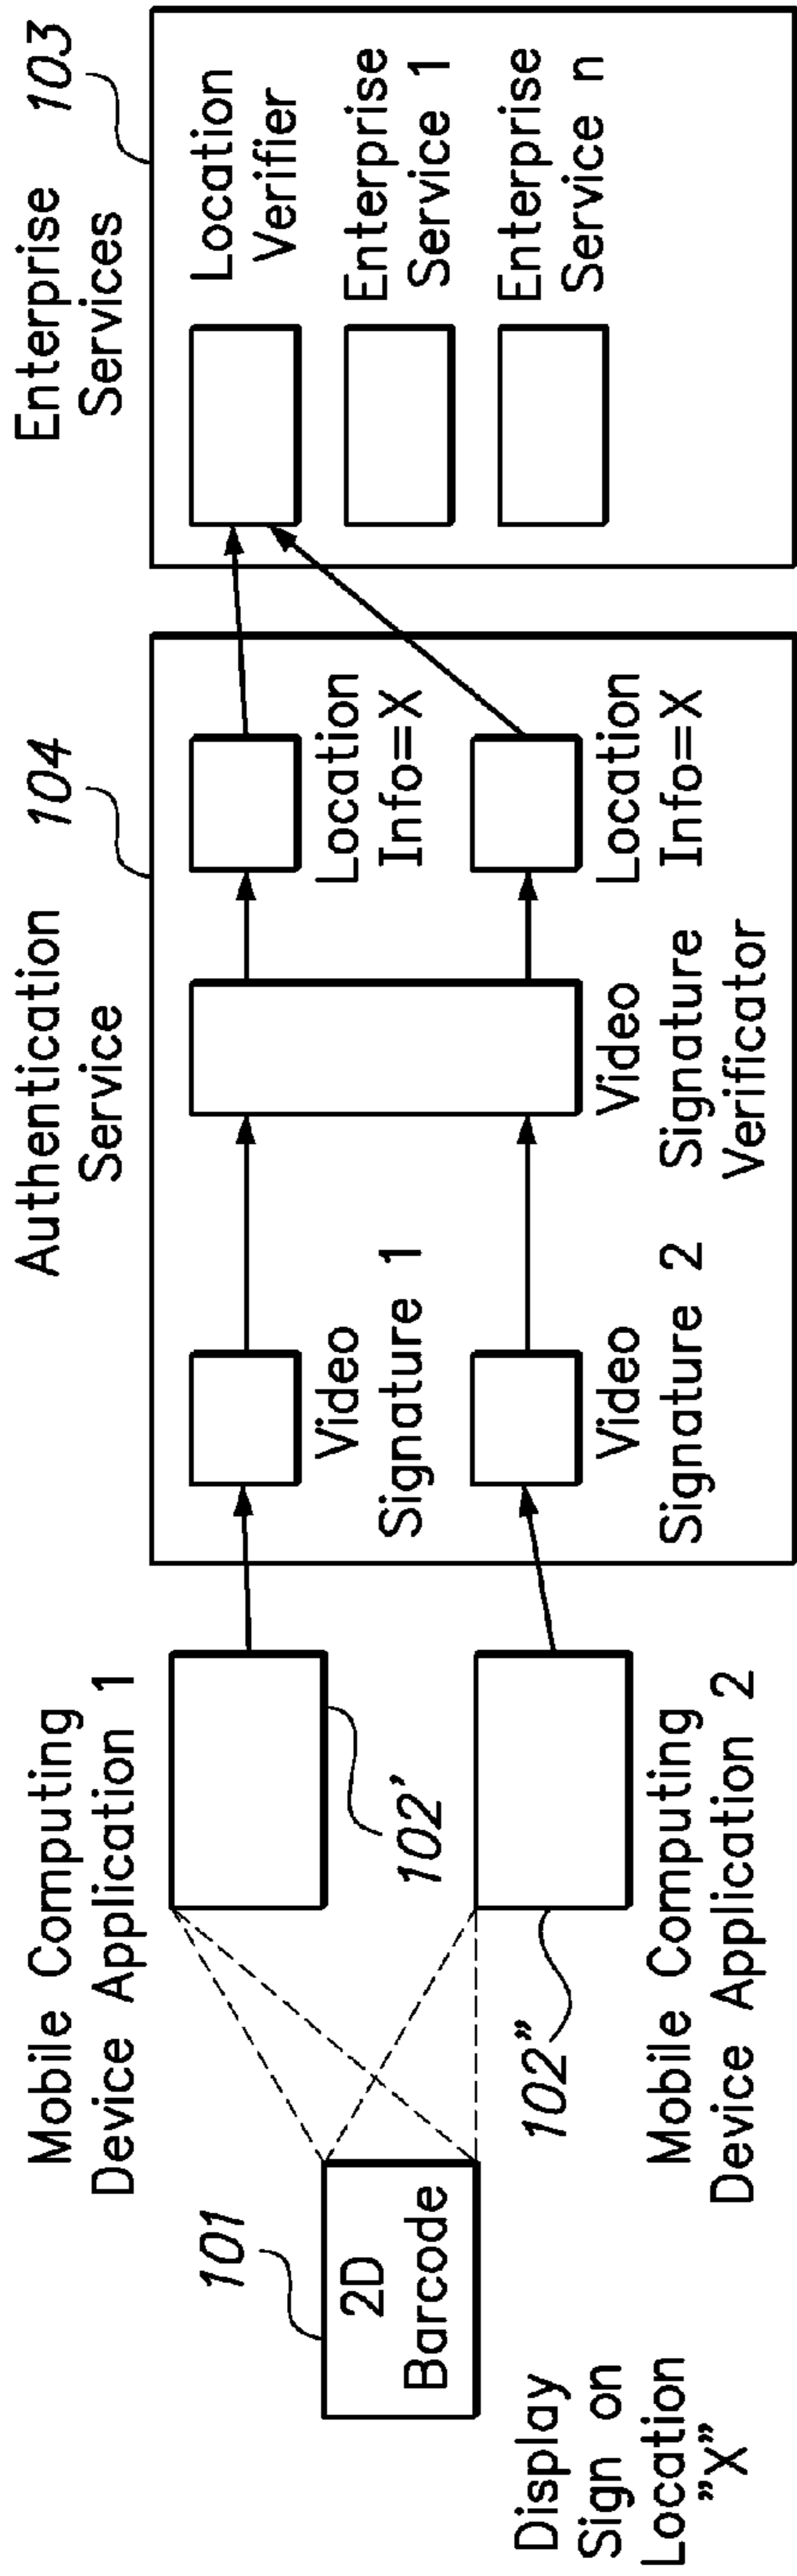 Display
Sign on
Location
"X"
101
2D
Barcode
Mobile Computing
Device Application 1
102'
102"
Mobile Computing
Device Application 2
Authentication
Service
104
Video
Signature 1
Video
Signature 2
Video
Signature
Verificator
Location
Info=X
Location
Info=X
Enterprise
Services
103
Location
Verifier
Enterprise
Service 1
Enterprise
Service n